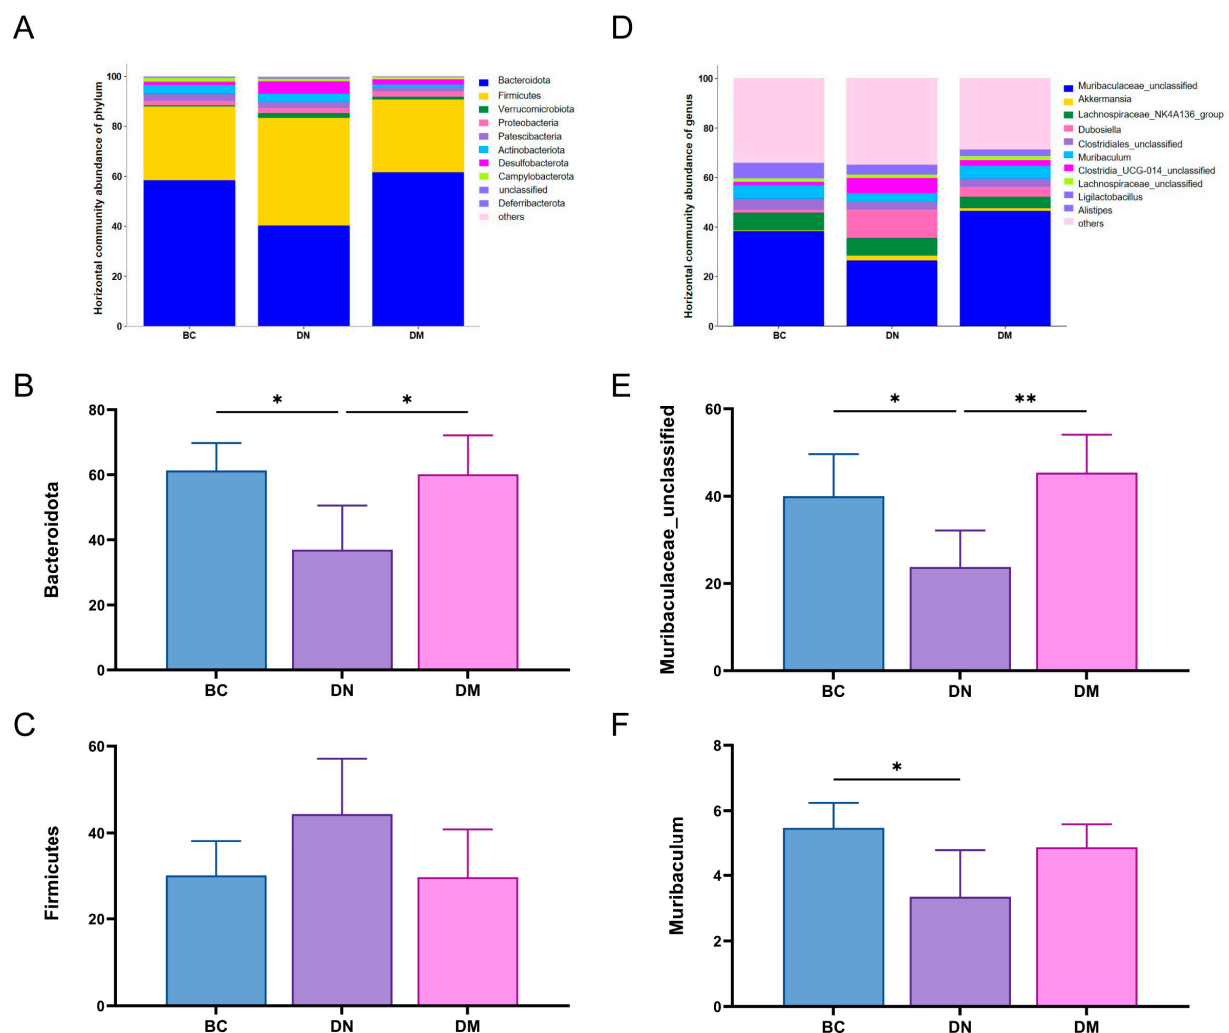 A
Horizontal community abundance of phylum
100
80
60
40
20
0
BC
DN
DM
Bacteroidota
Firmicutes
Verrucomicrobiota
Proteobacteria
Patescibacteria
Actinobacteriota
Desulfobacterota
Campylobacterota
unclassified
Deferribacterota
others
D
Horizontal community abundance of genus
100
80
60
40
20
0
BC
DN
DM
Muribaculaceae_unclassified
Akkermansia
Lachnospiraceae_NK4A136_group
Dubosiella
Clostridiales_unclassified
Muribaculum
Clostridia_UCG-014_unclassified
Lachnospiraceae_unclassified
Ligilactobacillus
Alistipes
others
B
Bacteroidota
80
60
40
20
0
*
*
BC
DN
DM
E
Muribaculaceae_unclassified
60
40
20
0
*
**
BC
DN
DM
C
Firmicutes
60
40
20
0
BC
DN
DM
F
Muribaculum
8
6
4
2
0
*
BC
DN
DM